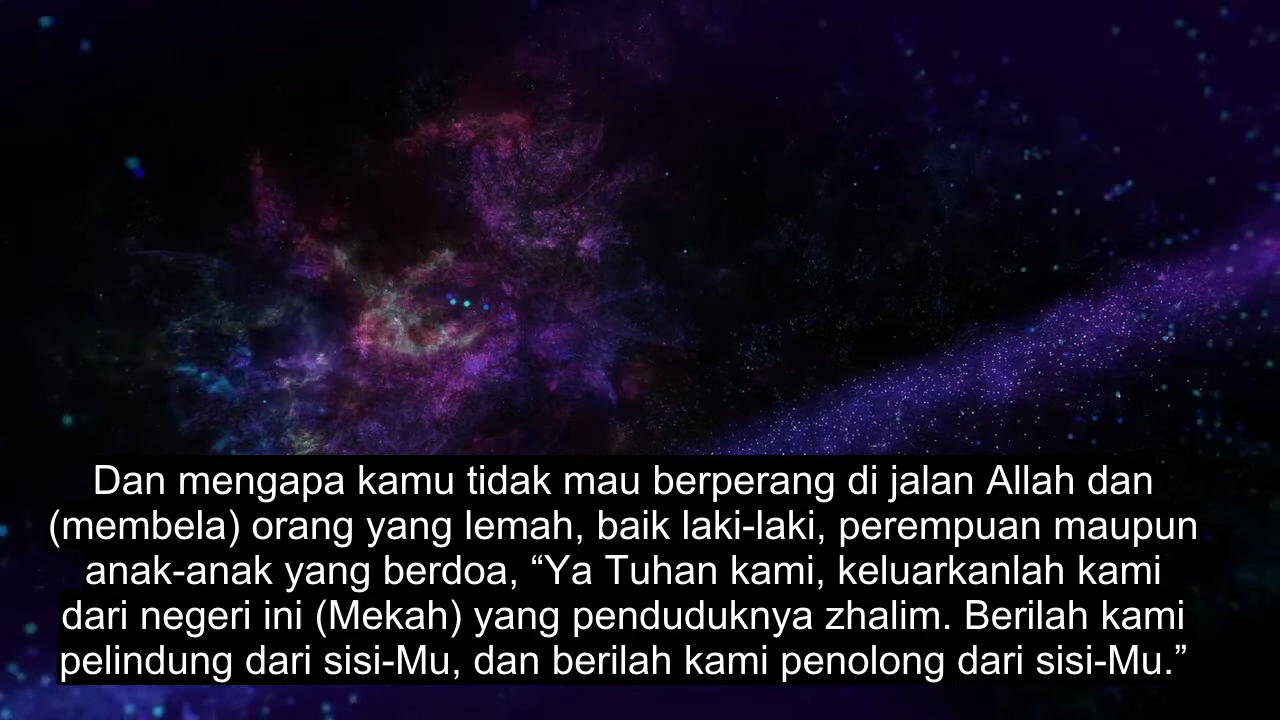 Dan mengapa kamu tidak mau berperang di jalan Allah dan
(membela) orang yang lemah, baik laki-laki, perempuan maupun
anak-anak yang berdoa, “Ya Tuhan kami, keluarkanlah kami
dari negeri ini (Mekah) yang penduduknya zhalim. Berilah kami
pelindung dari sisi-Mu, dan berilah kami penolong dari sisi-Mu.”